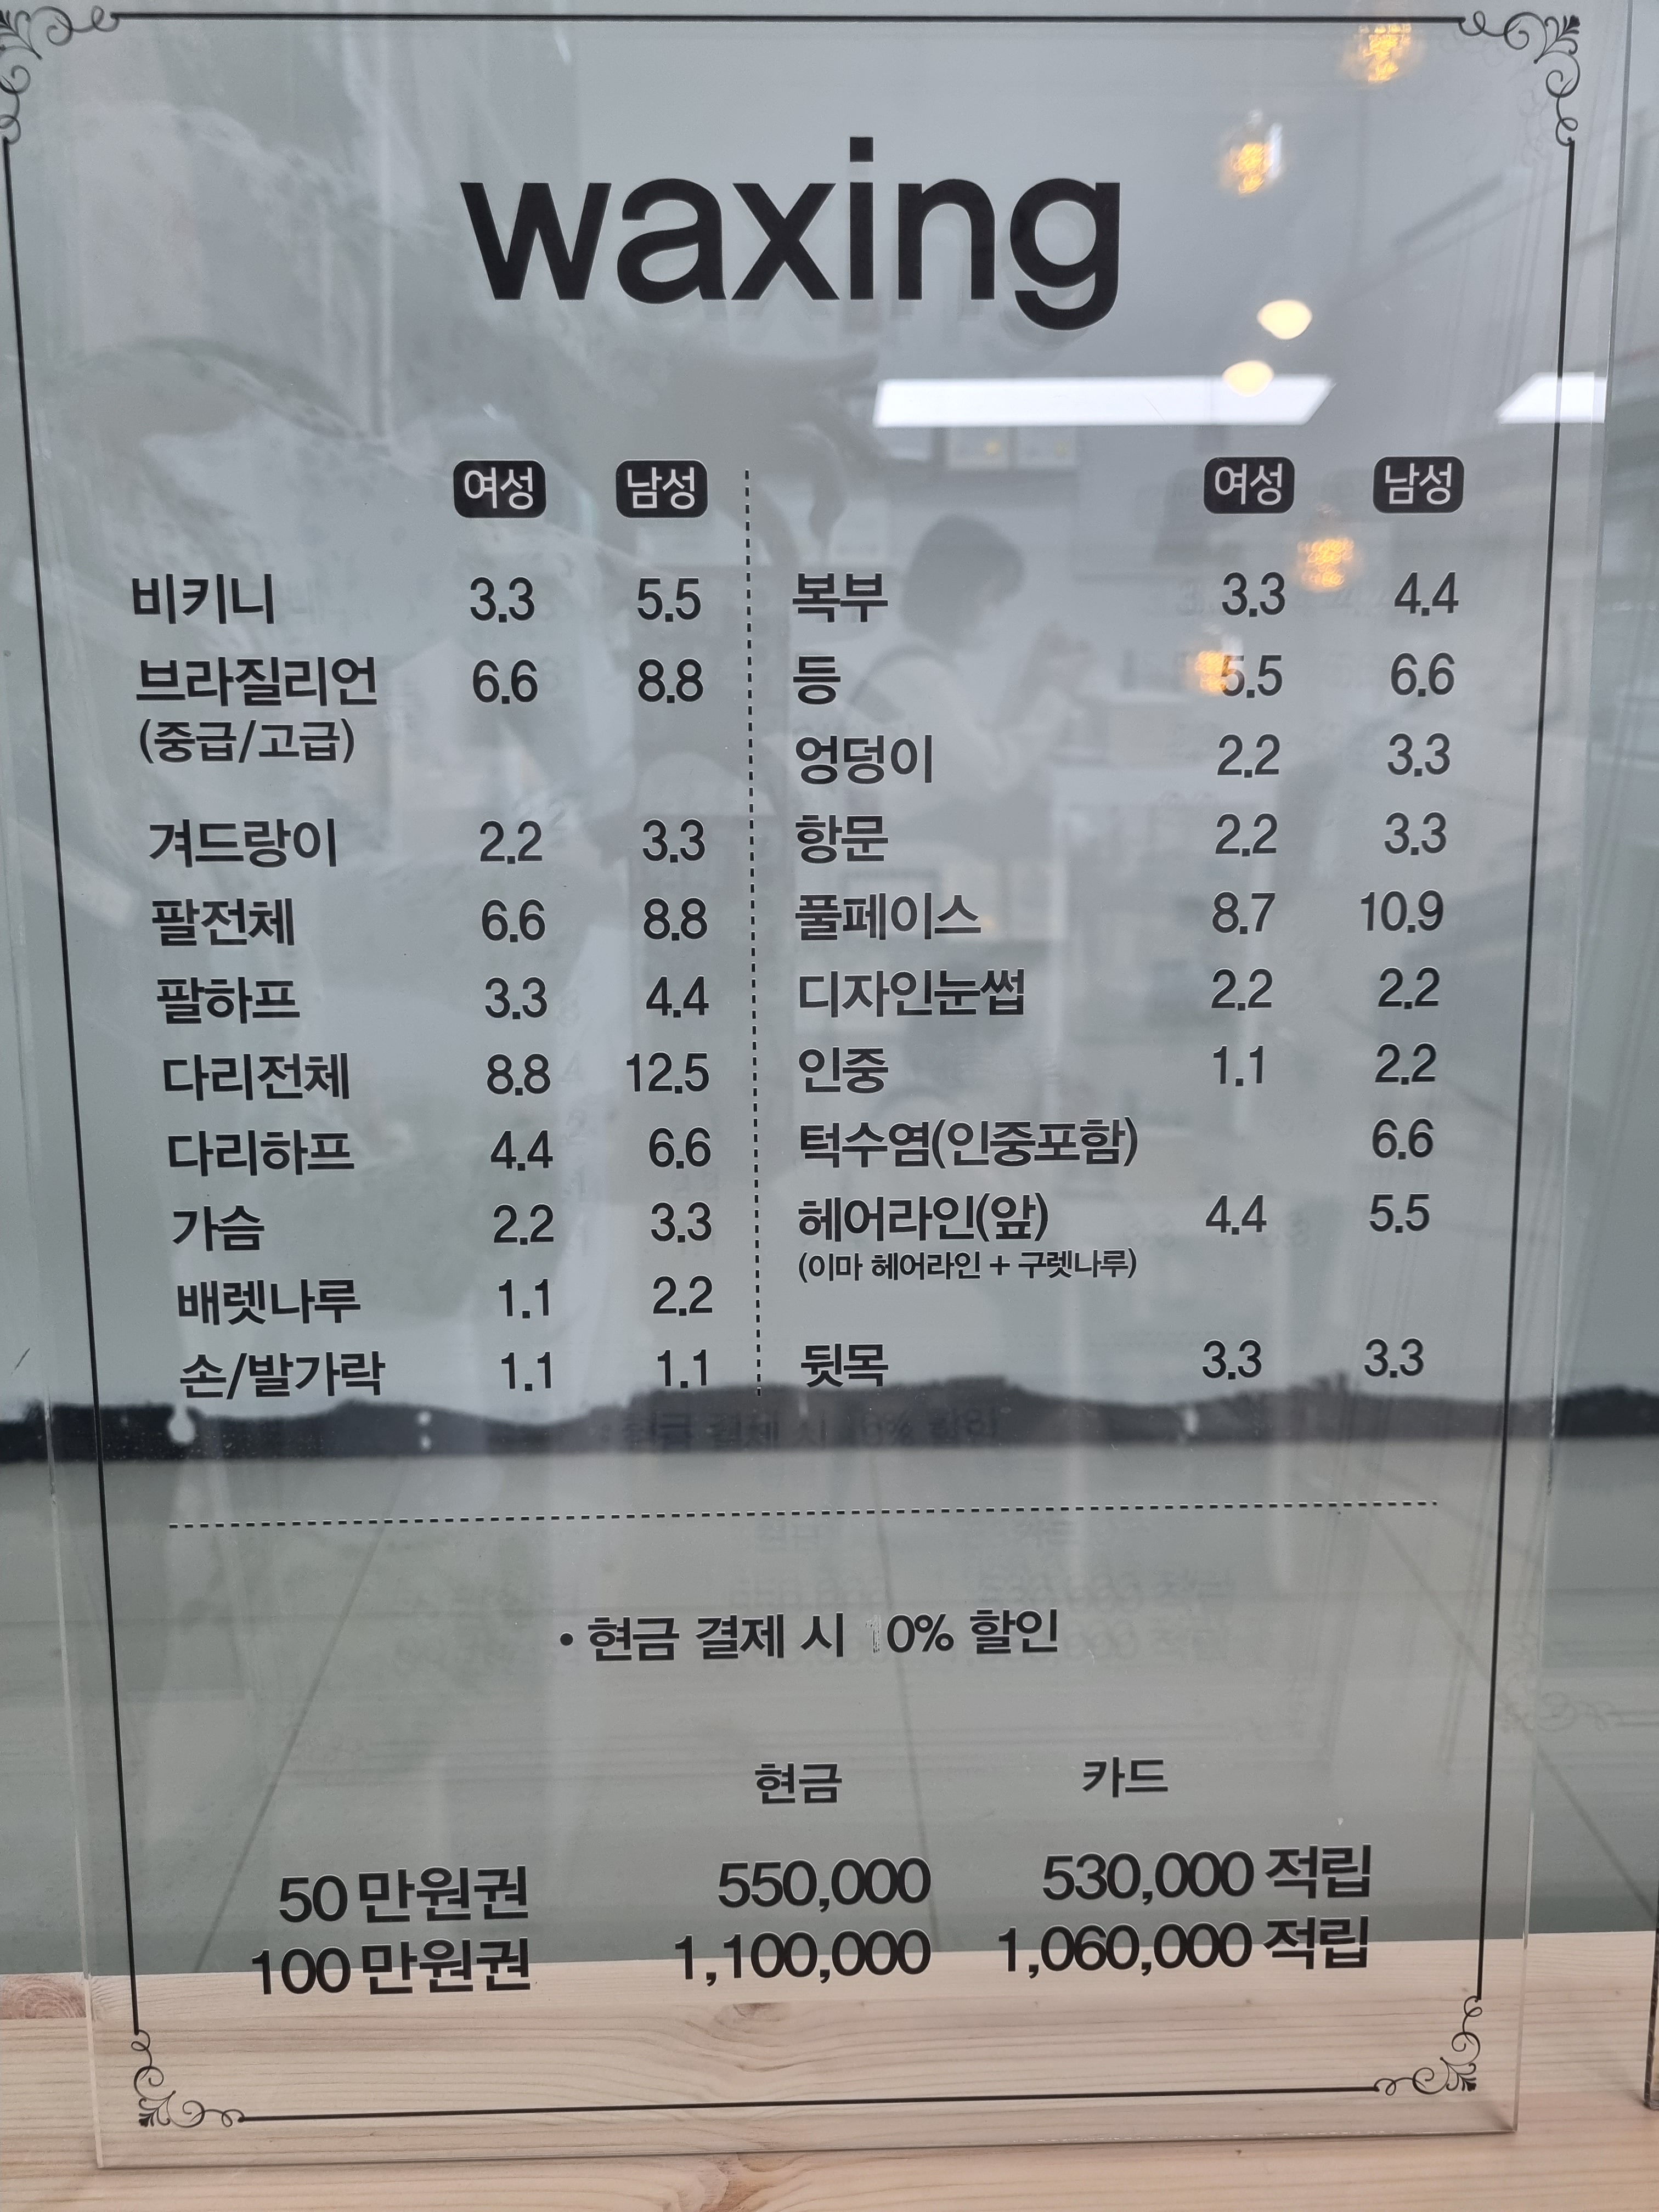 waxing
여성 남성
비키니 3.3 5.5
브라질리언 6.6 8.8
(중급/고급)
겨드랑이 2.2 3.3
팔전체 6.6 8.8
팔하프 3.3 4.4
다리전체 8.8 12.5
다리하프 4.4 6.6
가슴 2.2 3.3
배렛나루 1.1 2.2
손/발가락 1.1 1.1
여성 남성
복부 3.3 4.4
등 5.5 6.6
엉덩이 2.2 3.3
항문 2.2 3.3
풀페이스 8.7 10.9
디자인눈썹 2.2 2.2
인중 1.1 2.2
턱수염(인중포함) 6.6
헤어라인(앞) 4.4 5.5
(이마 헤어라인 + 구렛나루)
뒷목 3.3 3.3
• 현금 결제 시 10% 할인
현금 카드
50만원권 550,000 530,000 적립
100만원권 1,100,000 1,060,000 적립